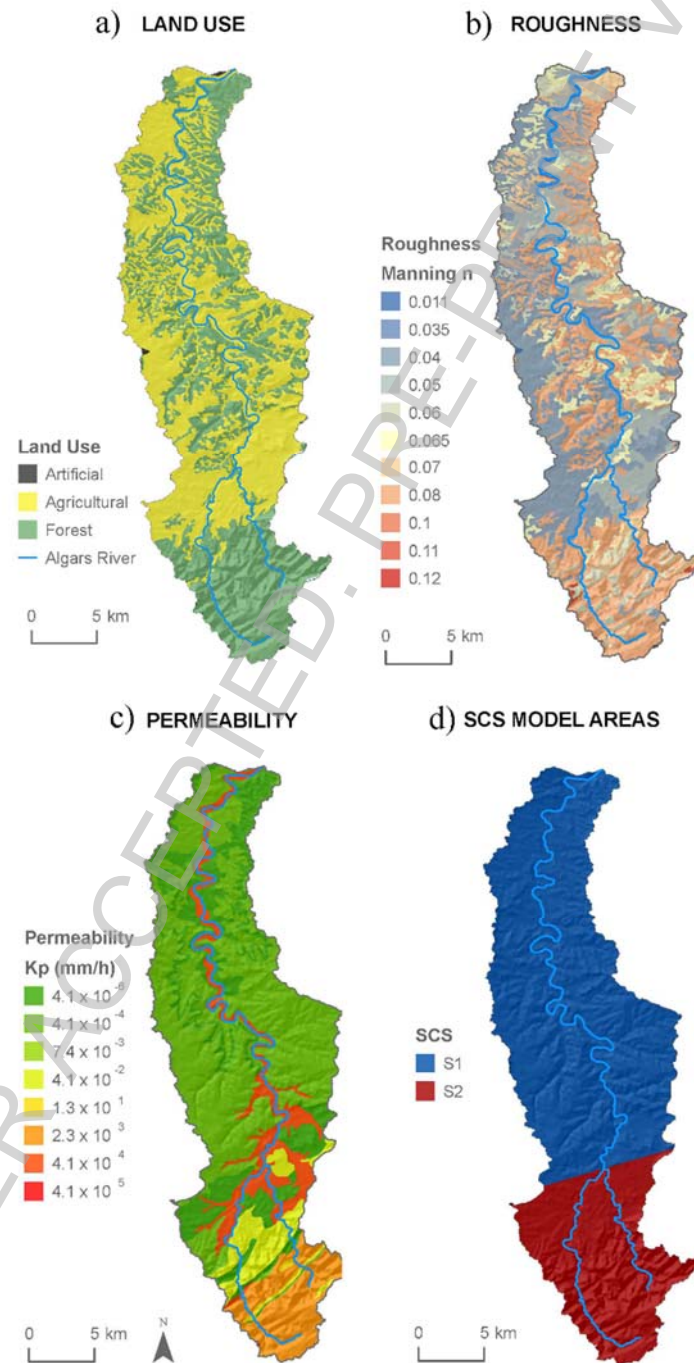 a) LAND USE
b) ROUGHNESS
Land Use
Artificial
Agricultural
Forest
Algars River
0 5 km
Roughness
Manning n
0.011
0.035
0.04
0.05
0.06
0.065
0.07
0.08
0.1
0.11
0.12
0 5 km
c) PERMEABILITY
d) SCS MODEL AREAS
Permeability
Kp (mm/h)
4.1 x 10 -6
4.1 x 10 -4
7.4 x 10 -3
4.1 x 10 -2
1.3 x 10 1
2.3 x 10 3
4.1 x 10 4
4.1 x 10 5
0 5 km
N
SCS
S1
S2
0 5 km
ACCEPTED: PRE-PRINT V